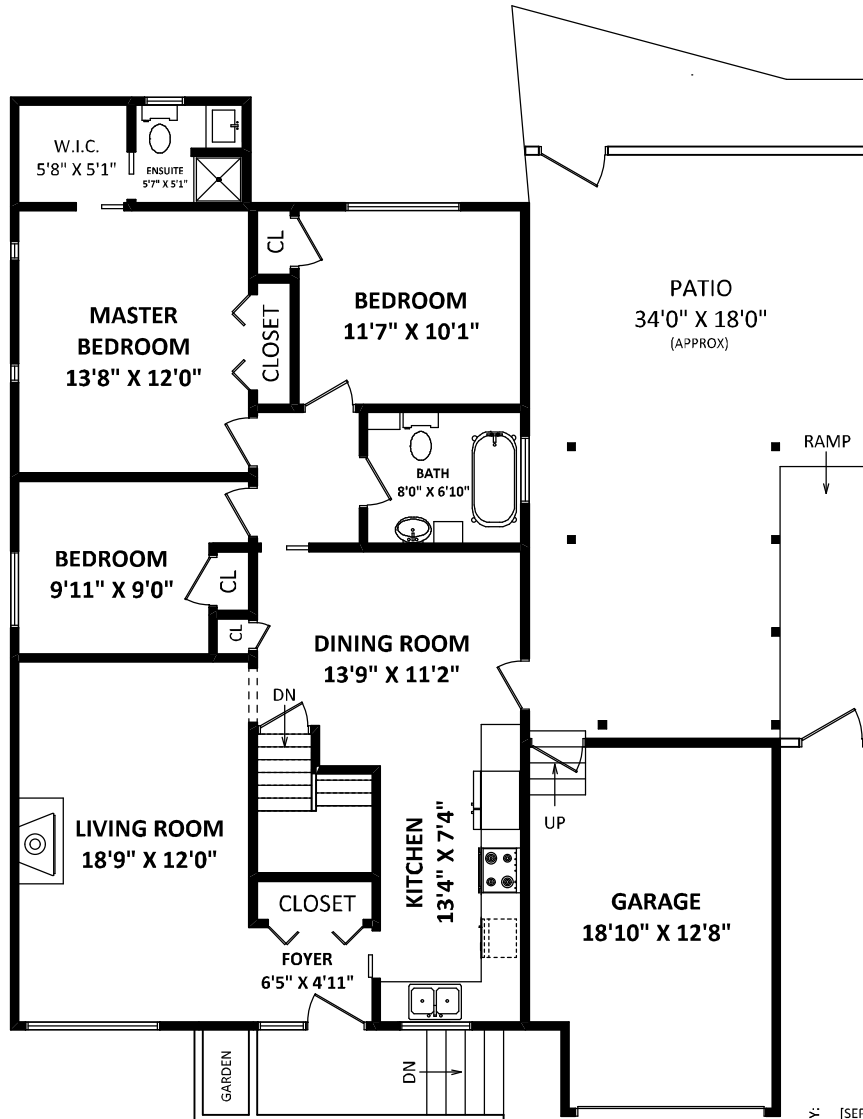 W.I.C.
5'8" X 5'1"
ENSUITE
5'7" X 5'1"
CL
BEDROOM
11'7" X 10'1"
PATIO
34'0" X 18'0"
(APPROX)
MASTER
BEDROOM
13'8" X 12'0"
CLOSET
RAMP
BATH
8'0" X 6'10"
BEDROOM
9'11" X 9'0"
CL
CL
DINING ROOM
13'9" X 11'2"
DN
UP
LIVING ROOM
18'9" X 12'0"
KITCHEN
13'4" X 7'4"
CLOSET
GARAGE
18'10" X 12'8"
FOYER
6'5" X 4'11"
GARDEN
DN
Y:
[SEP